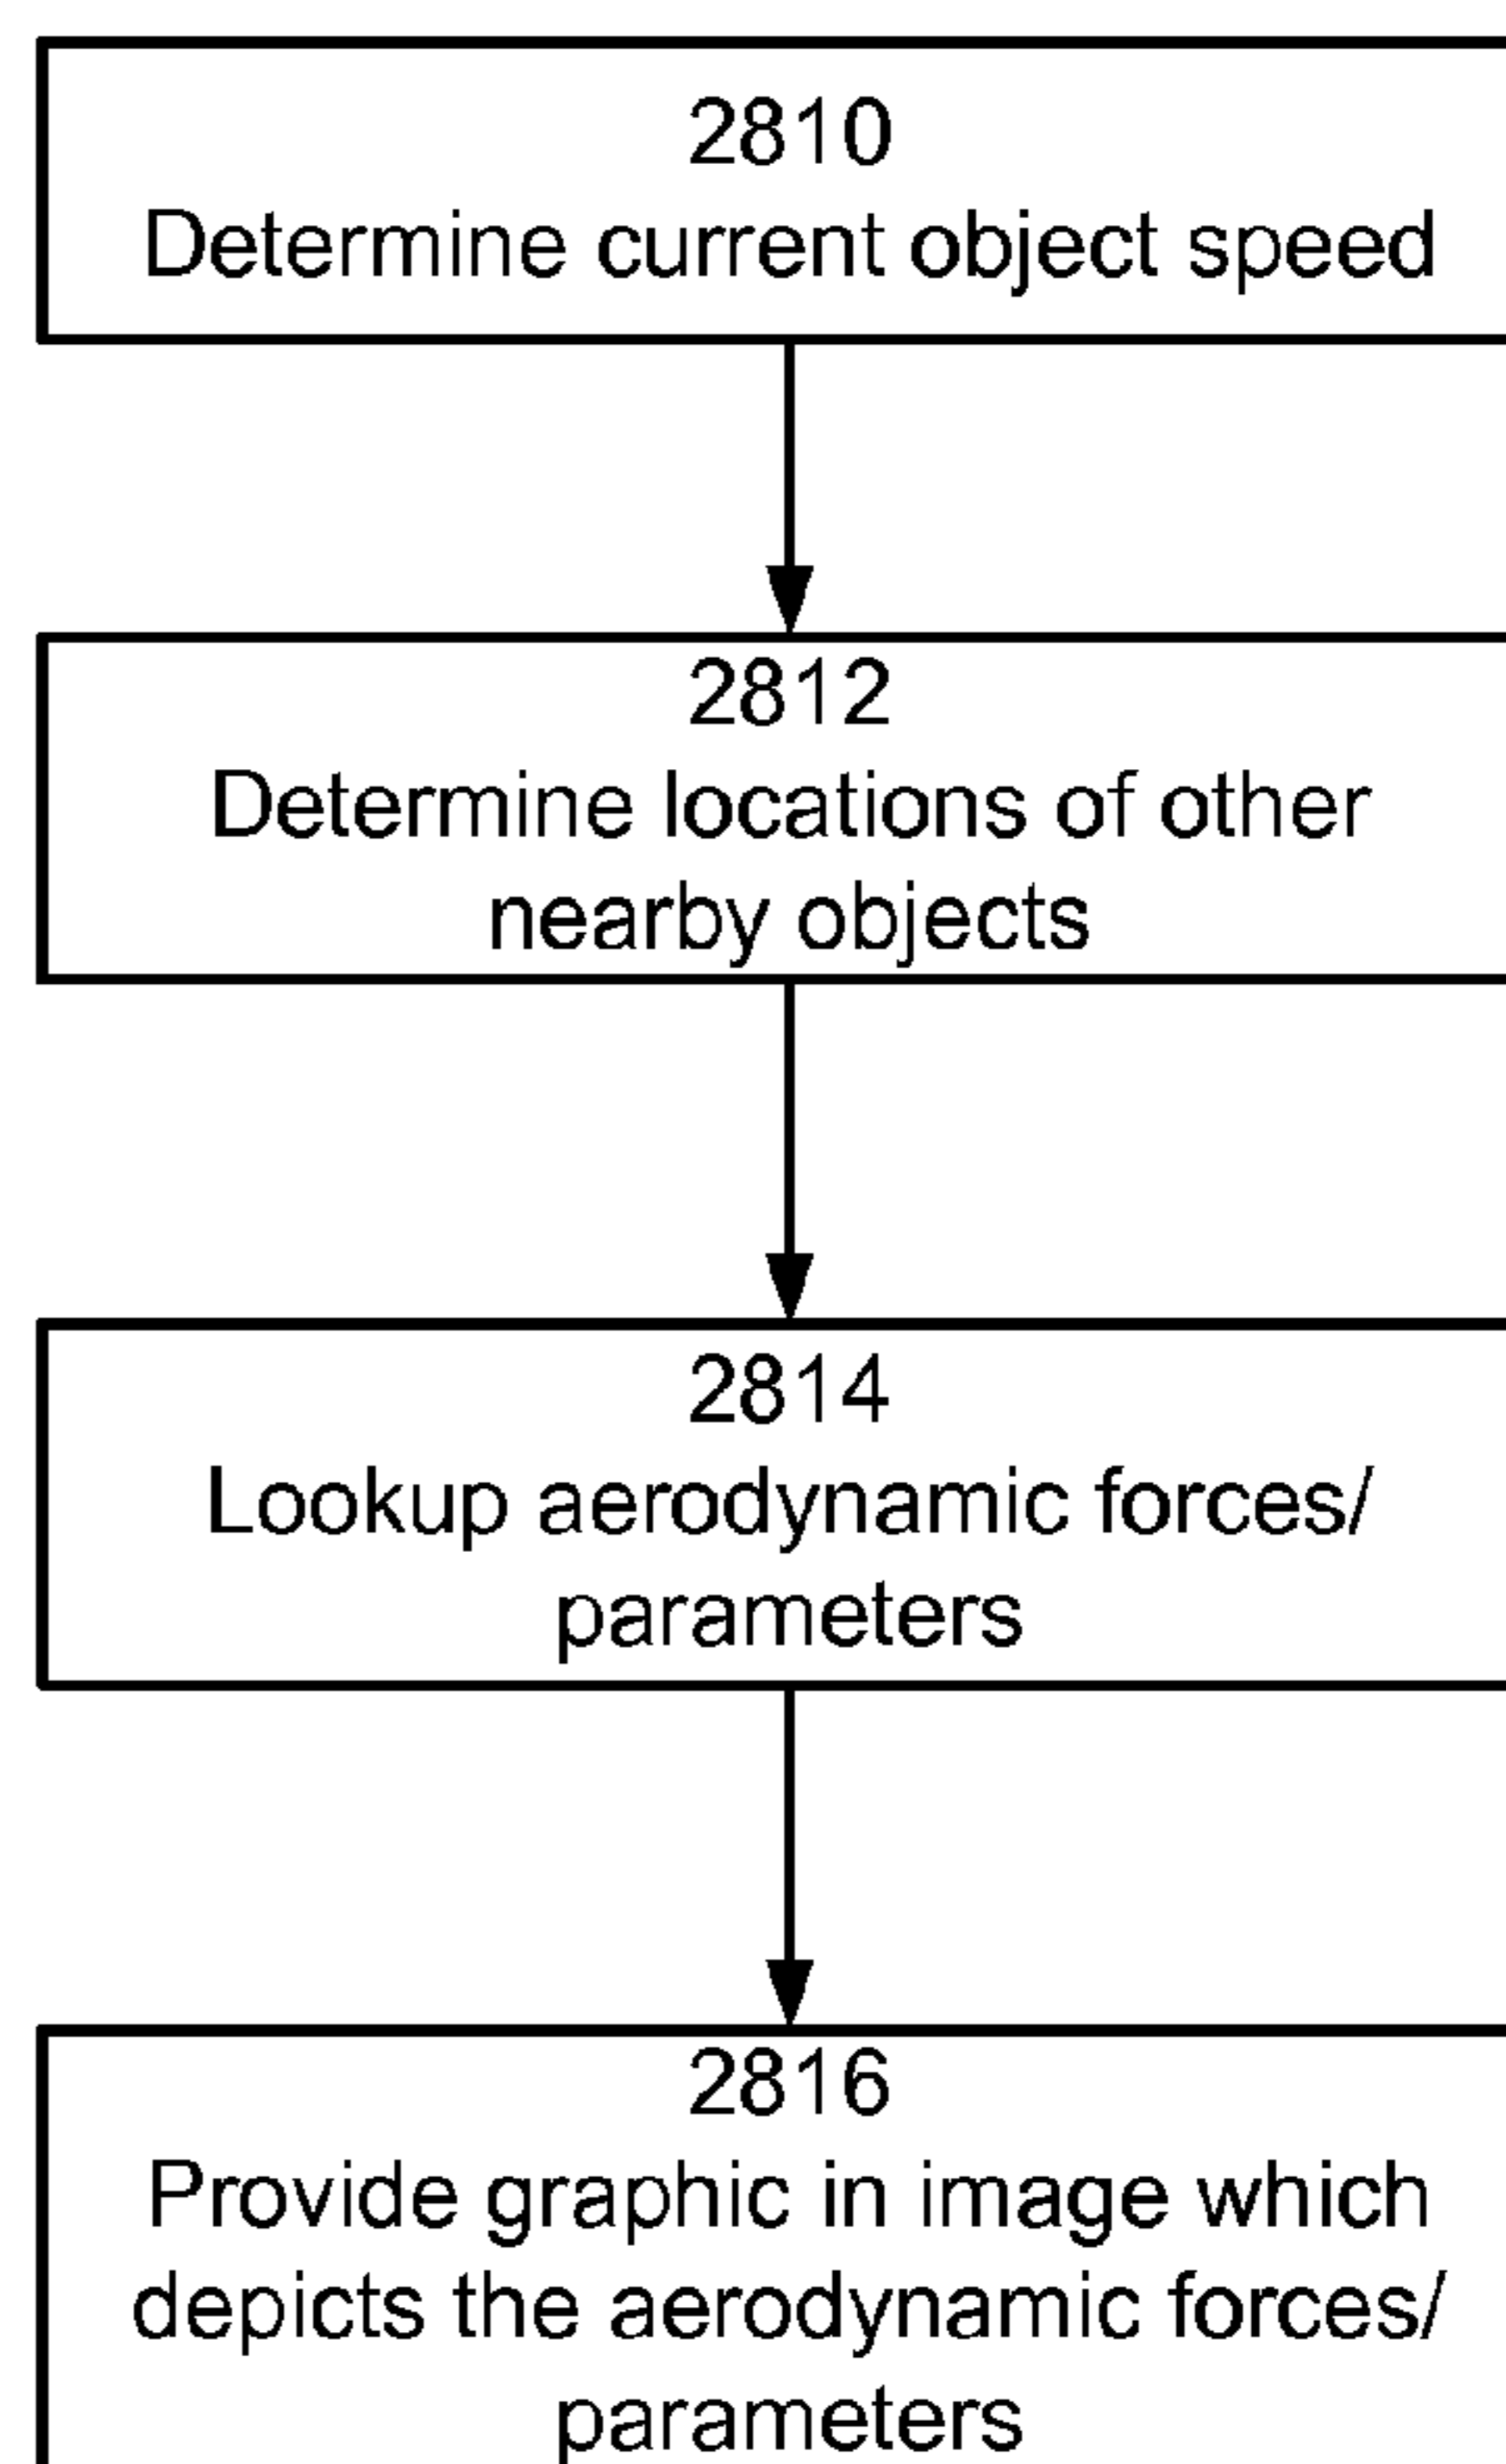 2810
Determine current object speed
2812
Determine locations of other
nearby objects
2814
Lookup aerodynamic forces/
parameters
2816
Provide graphic in image which
depicts the aerodynamic forces/
parameters